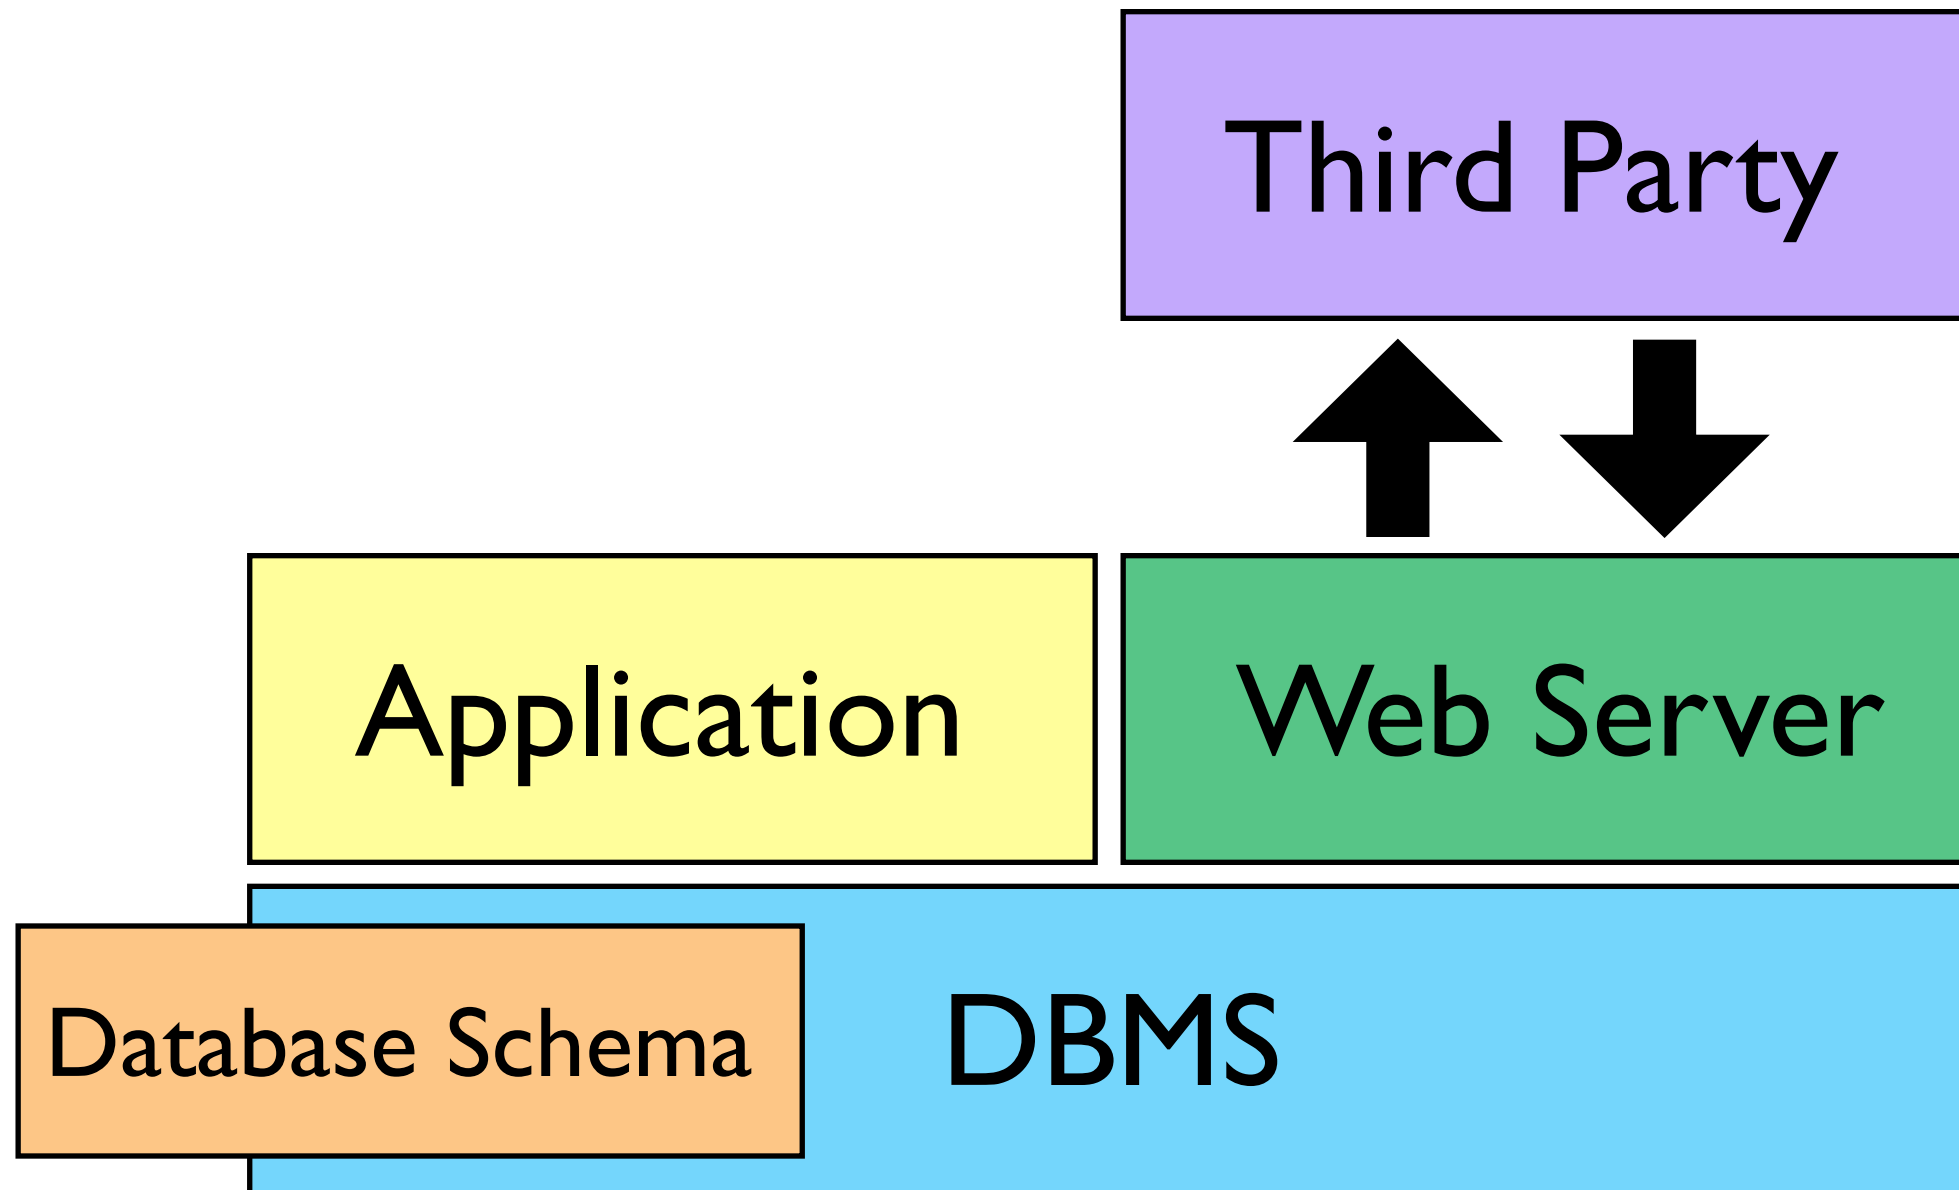 Third Party
Application
Web Server
Database Schema
DBMS